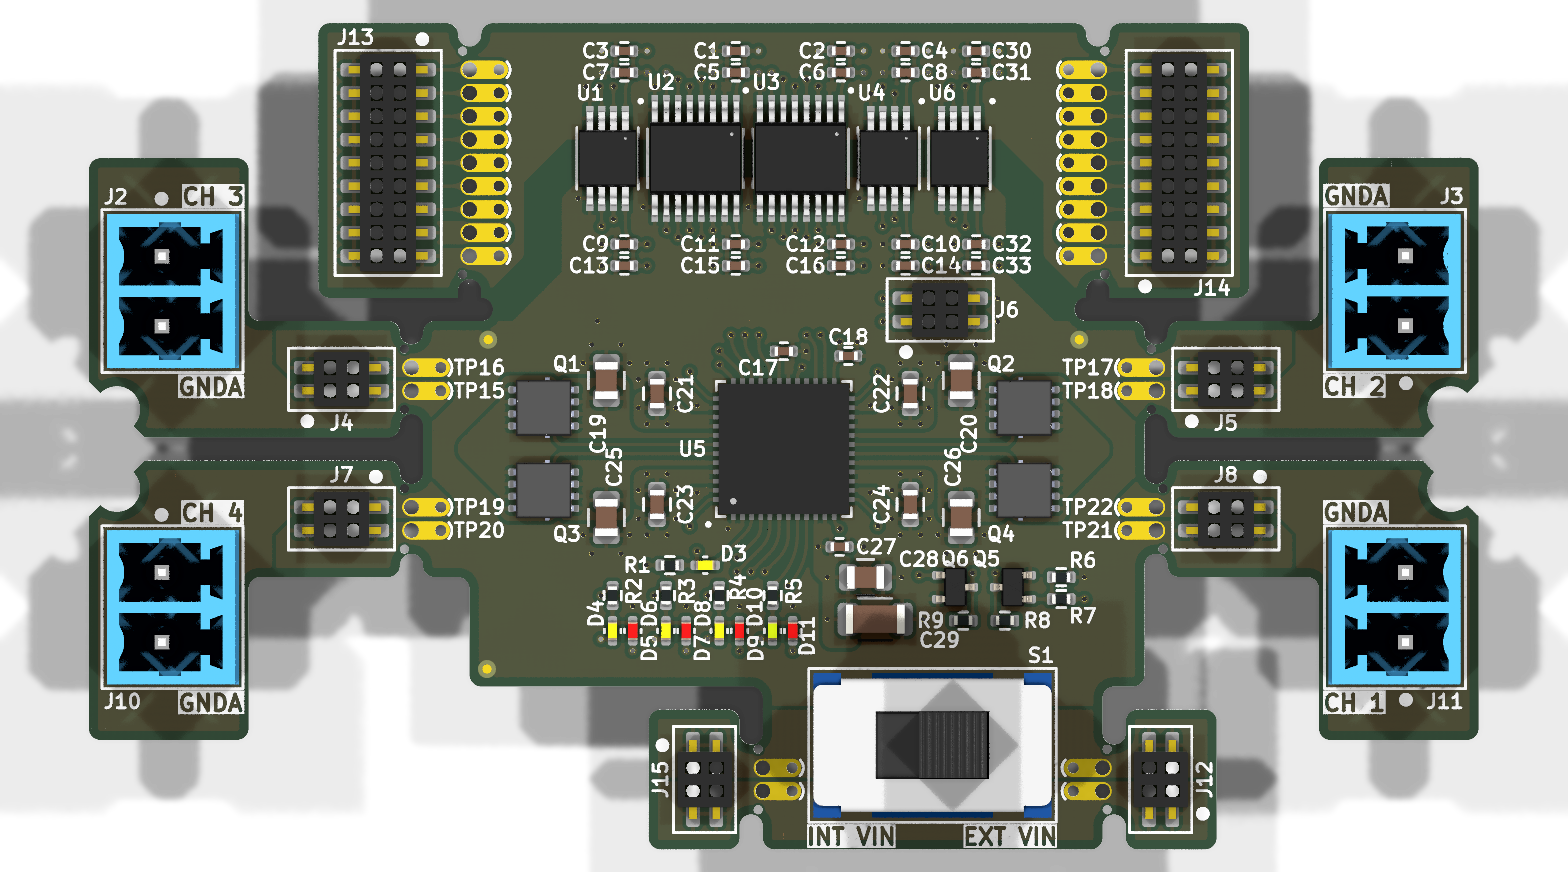 J13
C3 C1 C2 C4 C30
C7 C5 C6 C8 C31
U1 U2 U3 U4 U6
J2 CH 3
GNDA J3
C9 C11 C12 C10 C32
C13 C15 C16 C14 C33
J14
J6
C18
Q1 C17 Q2
TP16 TP17
GNDA CH 2
TP15 TP18
C21 C22
J4 J5
C19 C20
U5
C25 C26
J7 J8
C23 C24
TP19 TP22
CH 4 GNDA
TP20 TP21
Q3 Q4
C27
R1 D3 C28 Q6 Q5 R6
R2 R3 R4 R5
D4 D6 D8 D10
R9 R8 R7
D5 D7 D9 D11 C29
S1
J10 GNDA
CH 1 J11
J15 J12
INT VIN EXT VIN